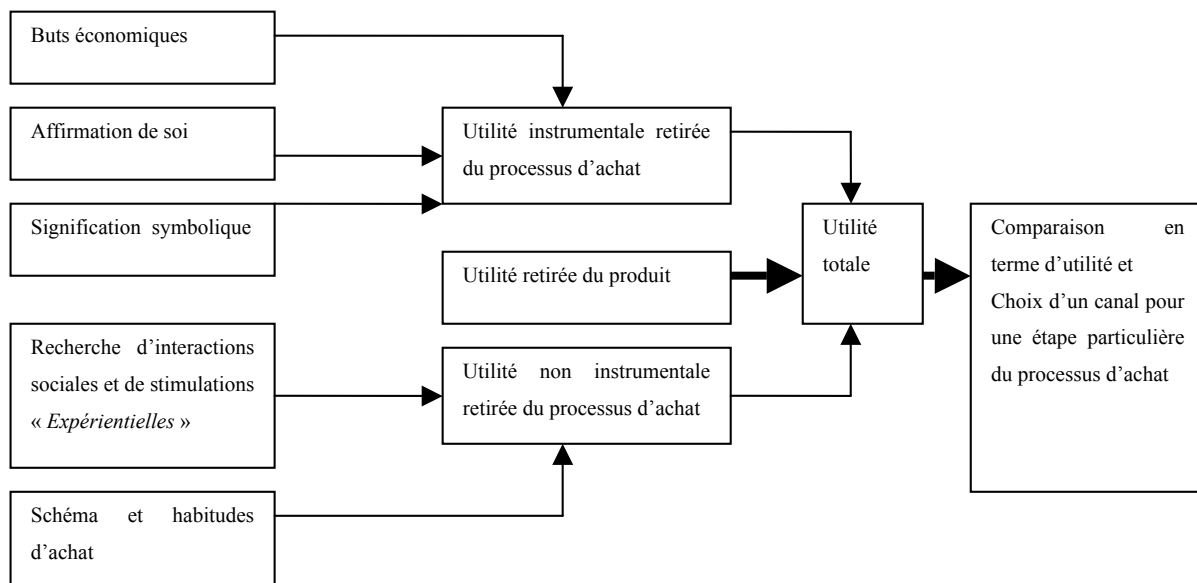 Buts économiques
Affirmation de soi
Signification symbolique
Recherche d’interactions
sociales et de stimulations
« Expérientielles »
Schéma et habitudes
d’achat
Utilité instrumentale retirée
du processus d’achat
Utilité retirée du produit
Utilité non instrumentale
retirée du processus d’achat
Utilité
totale
Comparaison en
terme d’utilité et
Choix d’un canal pour
une étape particulière
du processus d’achat